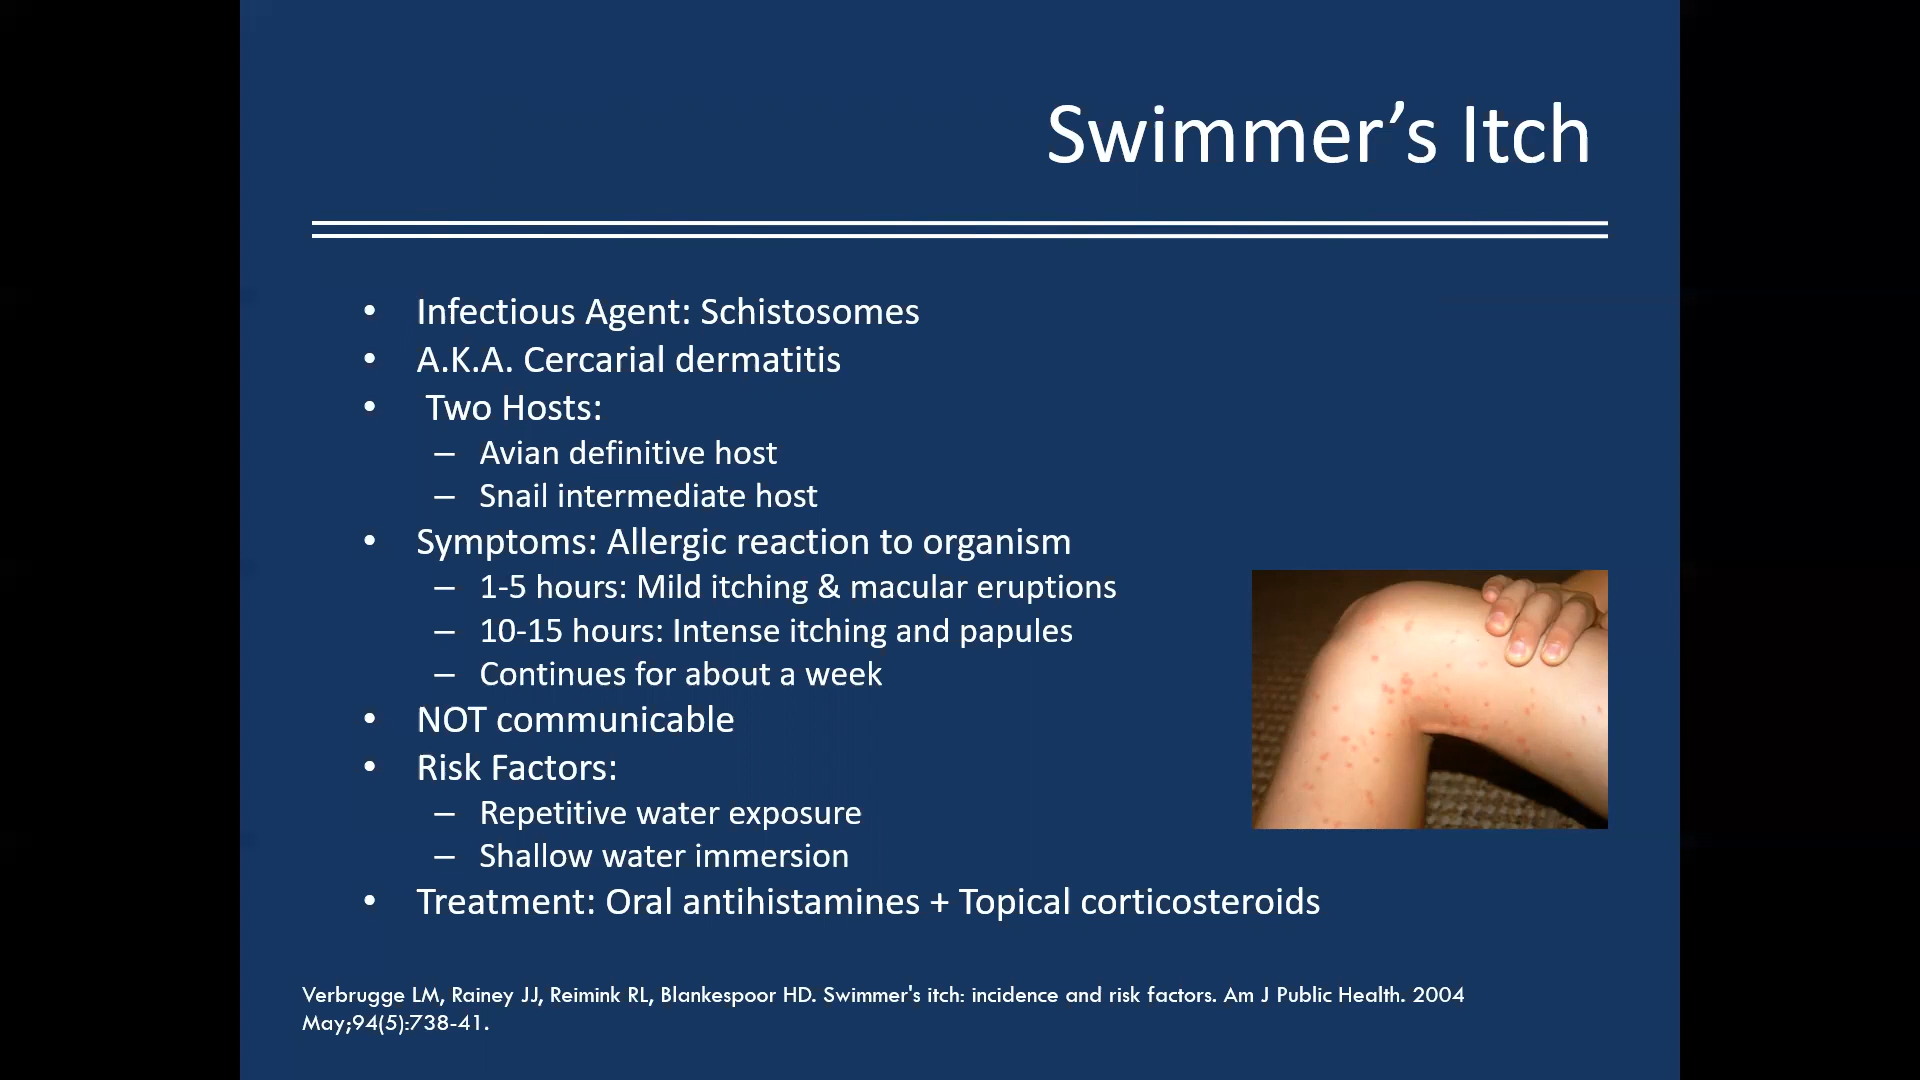 Swimmer’s Itch
• Infectious Agent: Schistosomes
• A.K.A. Cercarial dermatitis
• Two Hosts:
– Avian definitive host
– Snail intermediate host
• Symptoms: Allergic reaction to organism
– 1-5 hours: Mild itching & macular eruptions
– 10-15 hours: Intense itching and papules
– Continues for about a week
• NOT communicable
• Risk Factors:
– Repetitive water exposure
– Shallow water immersion
• Treatment: Oral antihistamines + Topical corticosteroids
Verbrugge LM, Rainey JJ, Reimink RL, Blankespoor HD. Swimmer's itch: incidence and risk factors. Am J Public Health. 2004
May;94(5):738-41.